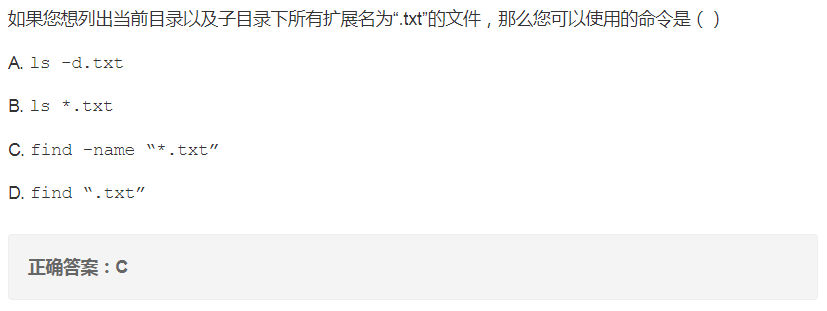 如果您想列出当前目录以及子目录下所有扩展名为“.txt”的文件，那么您可以使用的命令是（ ）
A. ls -d.txt
B. ls *.txt
C. find -name “*.txt”
D. find “.txt”
正确答案：C